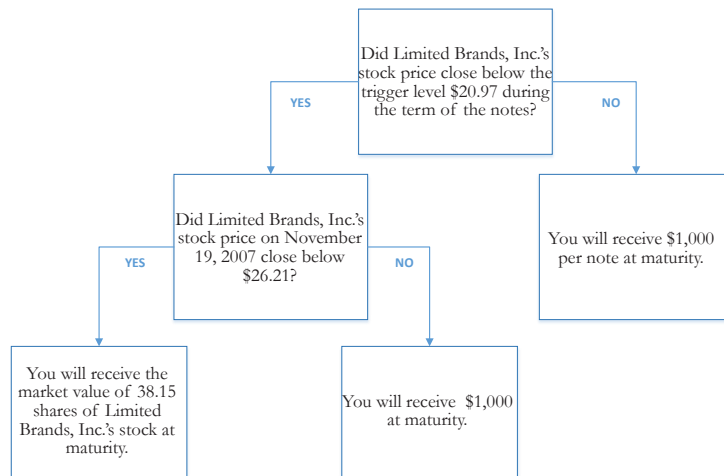 Did Limited Brands, Inc.'s
stock price close below the
trigger level $20.97 during
the term of the notes?
YES
NO
Did Limited Brands, Inc.'s
stock price on November
19, 2007 close below
$26.21?
You will receive $1,000
per note at maturity.
YES
NO
You will receive the
market value of 38.15
shares of Limited
Brands, Inc.'s stock at
maturity.
You will receive $1,000
at maturity.